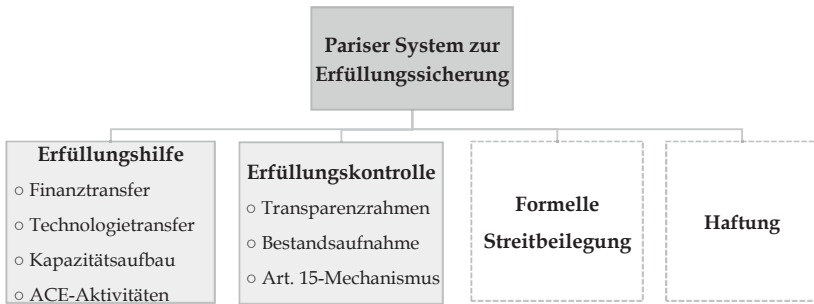 Pariser System zur
Erfüllungssicherung
Erfüllungshilfe
○ Finanztransfer
○ Technologietransfer
○ Kapazitätsaufbau
○ ACE-Aktivitäten
Erfüllungskontrolle
○ Transparenzrahmen
○ Bestandsaufnahme
○ Art. 15-Mechanismus
Formelle
Streitbeilegung
Haftung